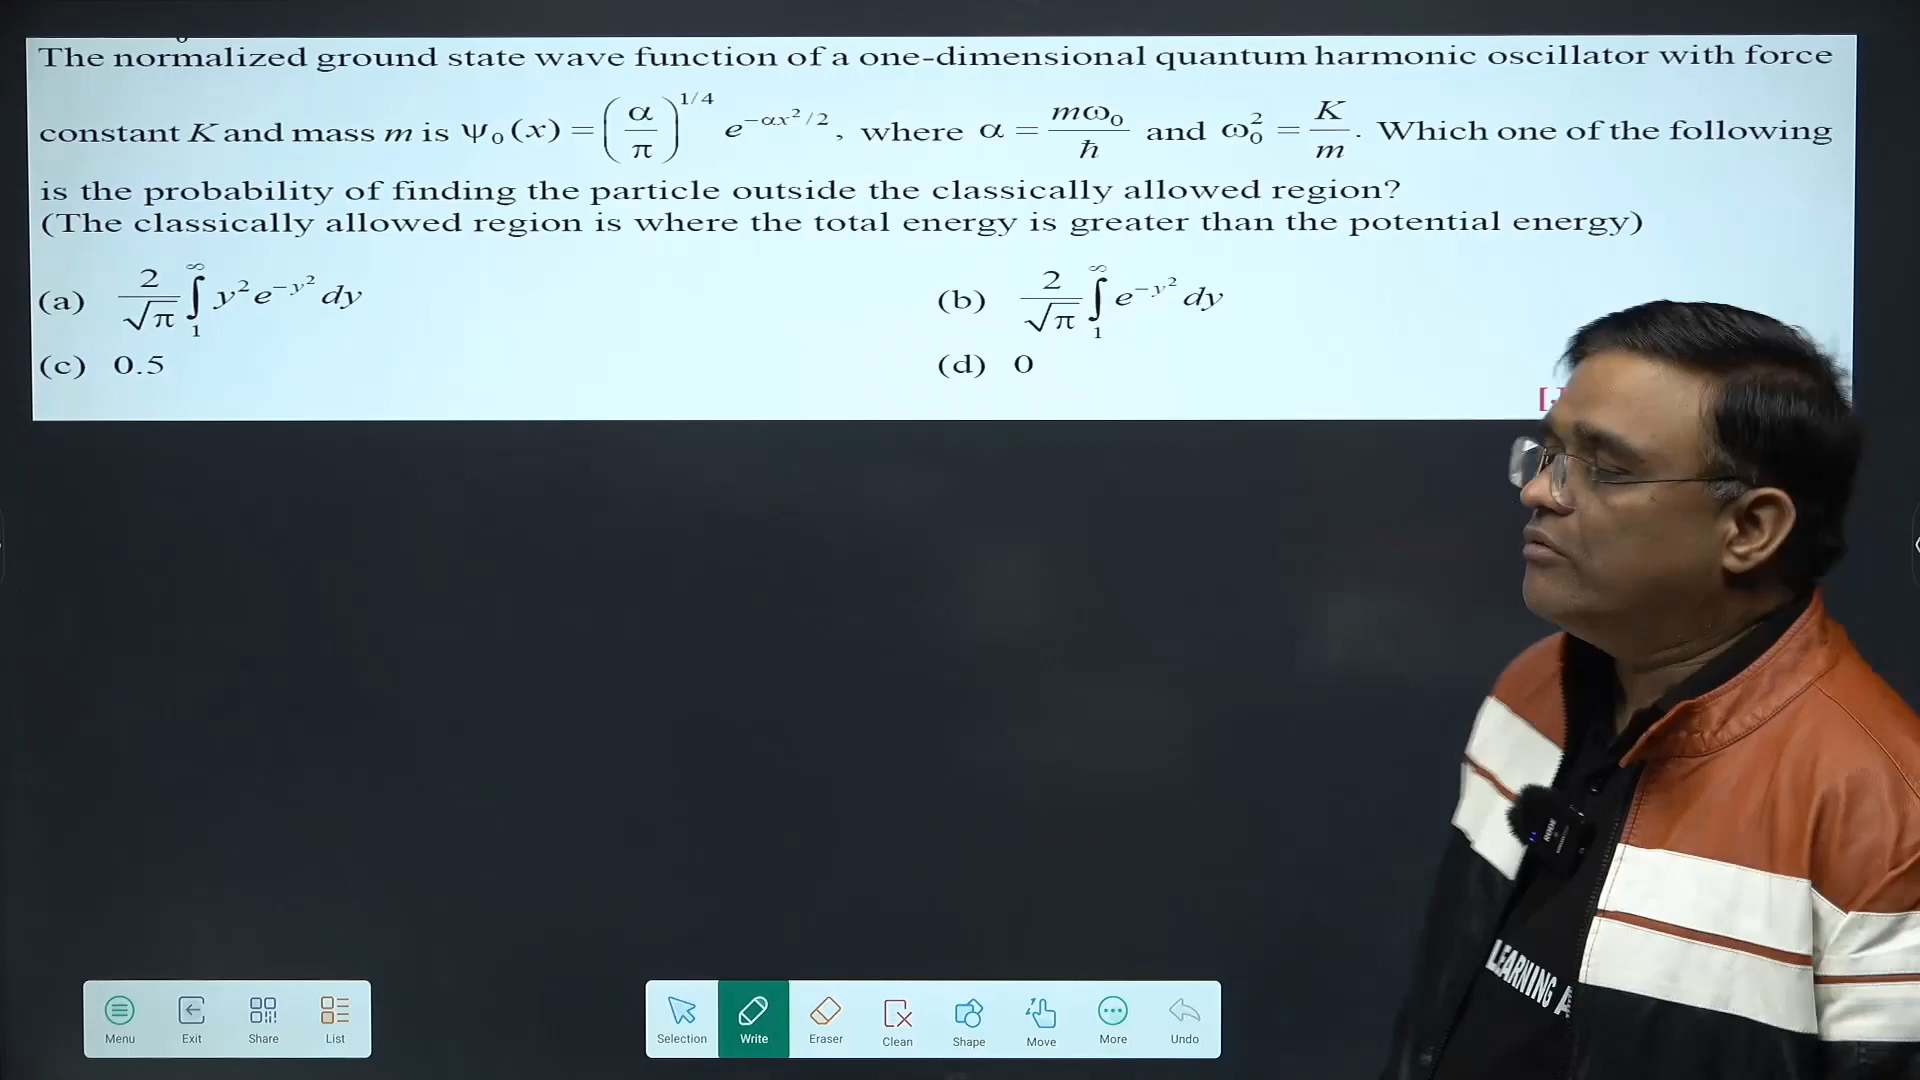 The normalized ground state wave function of a one-dimensional quantum harmonic oscillator with force
constant K and mass m is ψ₀(x) = (α/π)^{1/4} e^{−αx²/2}, where α = mω₀/ħ and ω₀² = K/m. Which one of the following
is the probability of finding the particle outside the classically allowed region?
(The classically allowed region is where the total energy is greater than the potential energy)
(a) 2/√π ∫₁^∞ y² e^{−y²} dy (b) 2/√π ∫₁^∞ e^{−y²} dy
(c) 0.5 (d) 0
RODE
LEARNING
Menu Exit Share List Selection Write Eraser Clean Shape Move More Undo